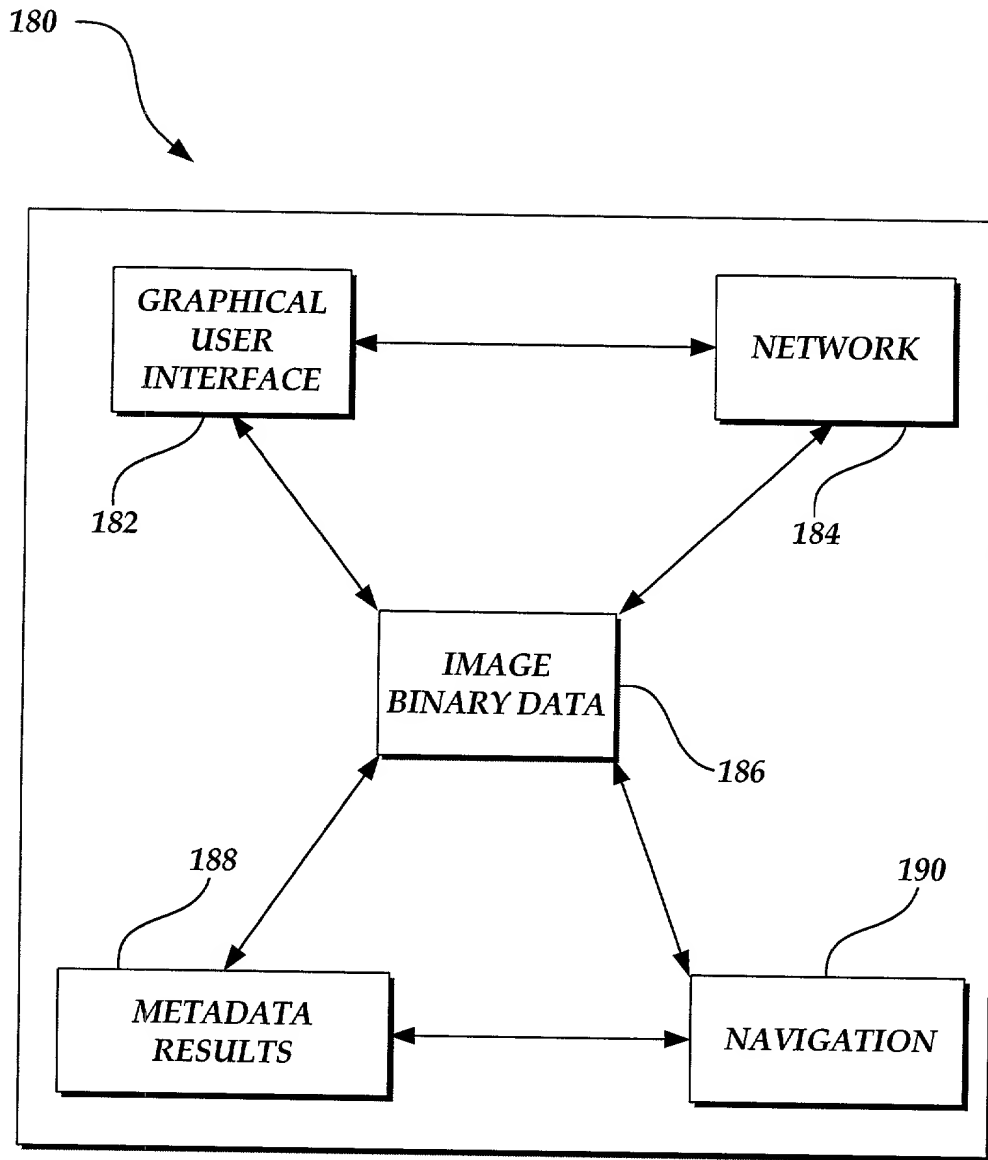 180
GRAPHICAL
USER
INTERFACE
NETWORK
182
184
IMAGE
BINARY DATA
186
188
190
METADATA
RESULTS
NAVIGATION